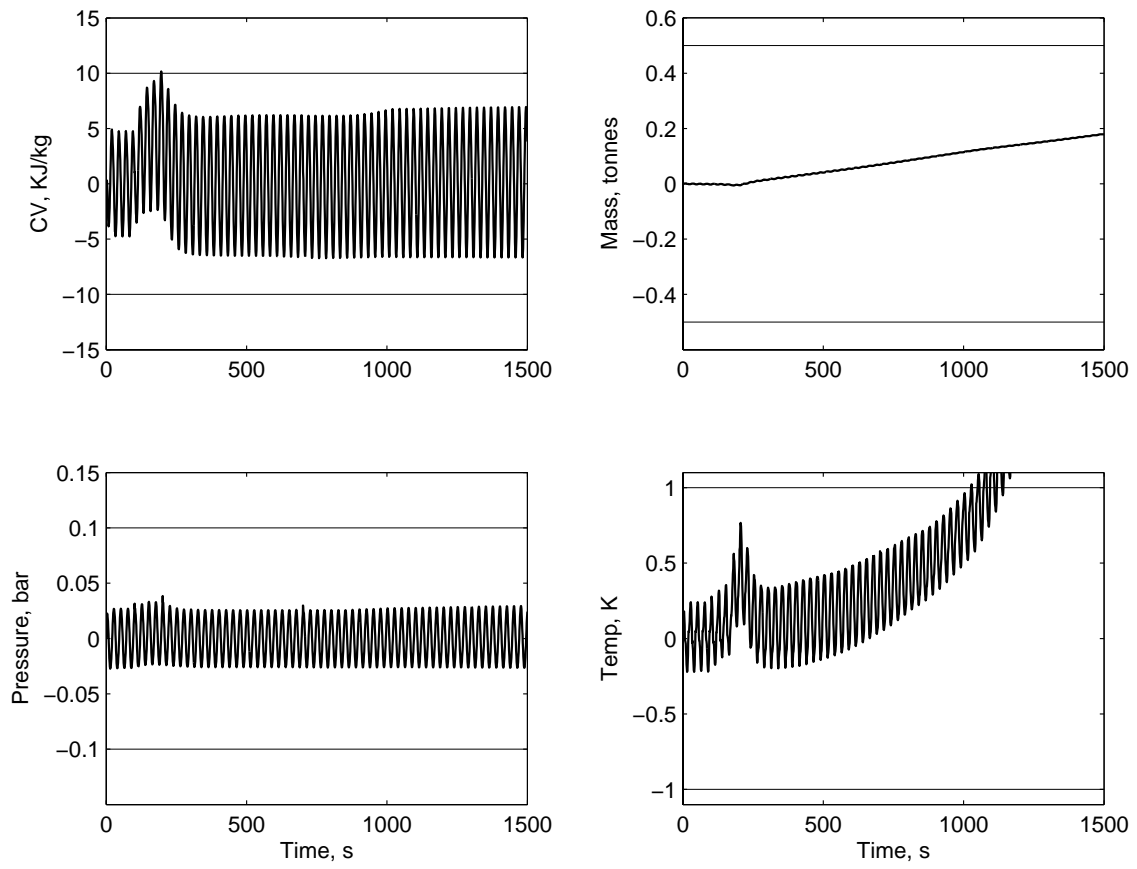 15
10
5
0
−5
−10
−15
0 500 1000 1500
CV, KJ/kg
0.6
0.4
0.2
0
−0.2
−0.4
0 500 1000 1500
Mass, tonnes
0.15
0.1
0.05
0
−0.05
−0.1
0 500 1000 1500
Pressure, bar
Time, s
1
0.5
0
−0.5
−1
0 500 1000 1500
Temp, K
Time, s